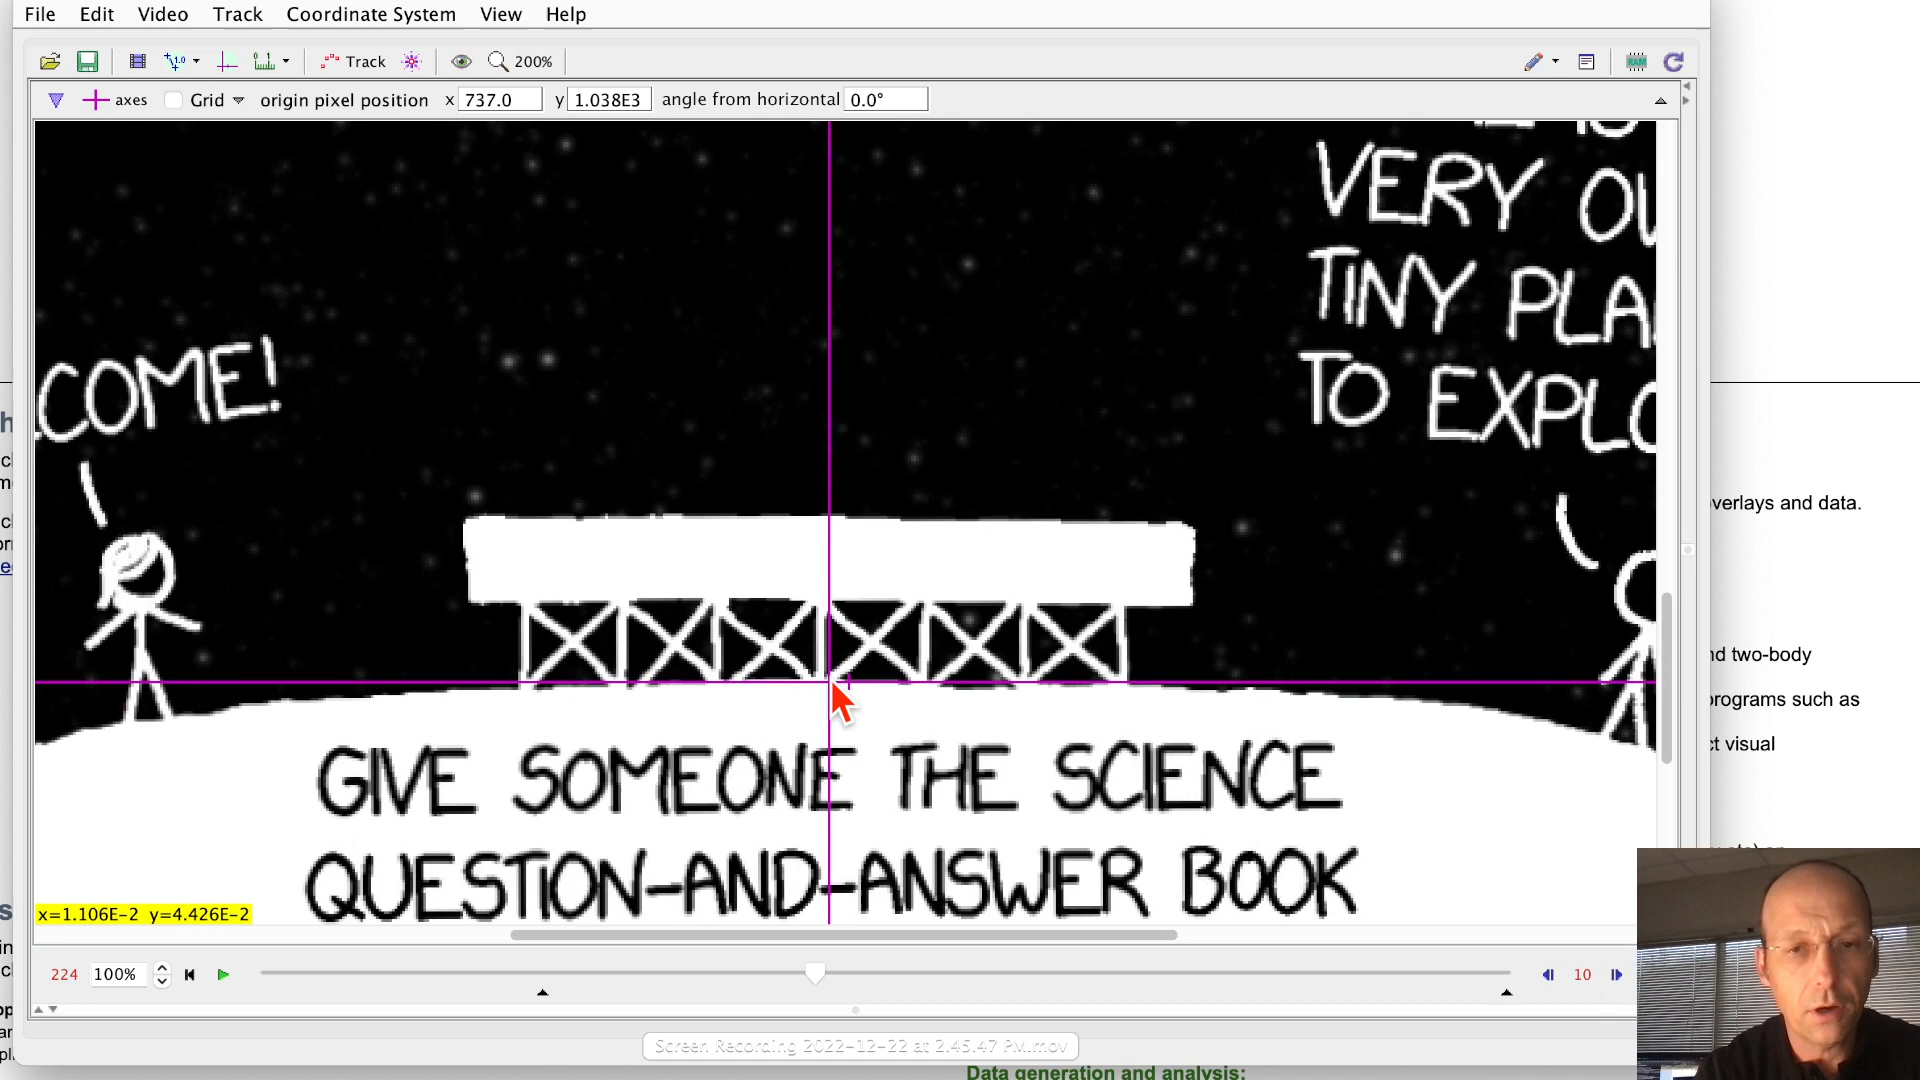 File Edit Video Track Coordinate System View Help
Track 200%
axes Grid origin pixel position x 737.0 y 1.038E3 angle from horizontal 0.0°
VERY
TINY
TO
COME!
overlays and data.
two-body
programs such as
visual
GIVE SOMEONE THE SCIENCE
QUESTION-AND-ANSWER BOOK
x=1.106E-2 y=4.426E-2
224 100% 10
Screen Recording 2022-12-22 at 2.45.47 PM.mov
Data generation and analysis: